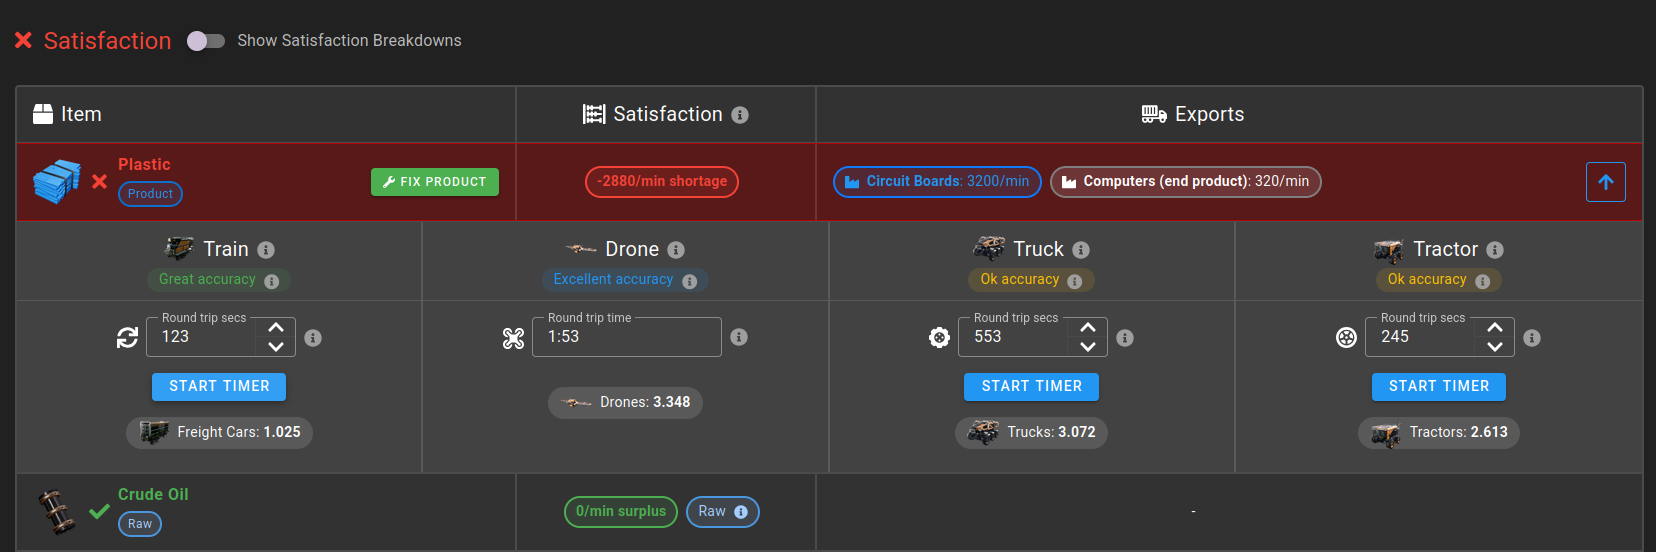 Satisfaction Show Satisfaction Breakdowns
Item Satisfaction Exports
Plastic
Product
FIX PRODUCT
-2880/min shortage
Circuit Boards: 3200/min
Computers (end product): 320/min
Train Drone Truck Tractor
Great accuracy Excellent accuracy Ok accuracy Ok accuracy
Round trip secs Round trip time Round trip secs Round trip secs
123 1:53 553 245
START TIMER START TIMER START TIMER
Freight Cars: 1.025 Drones: 3.348 Trucks: 3.072 Tractors: 2.613
Crude Oil
Raw
0/min surplus Raw -